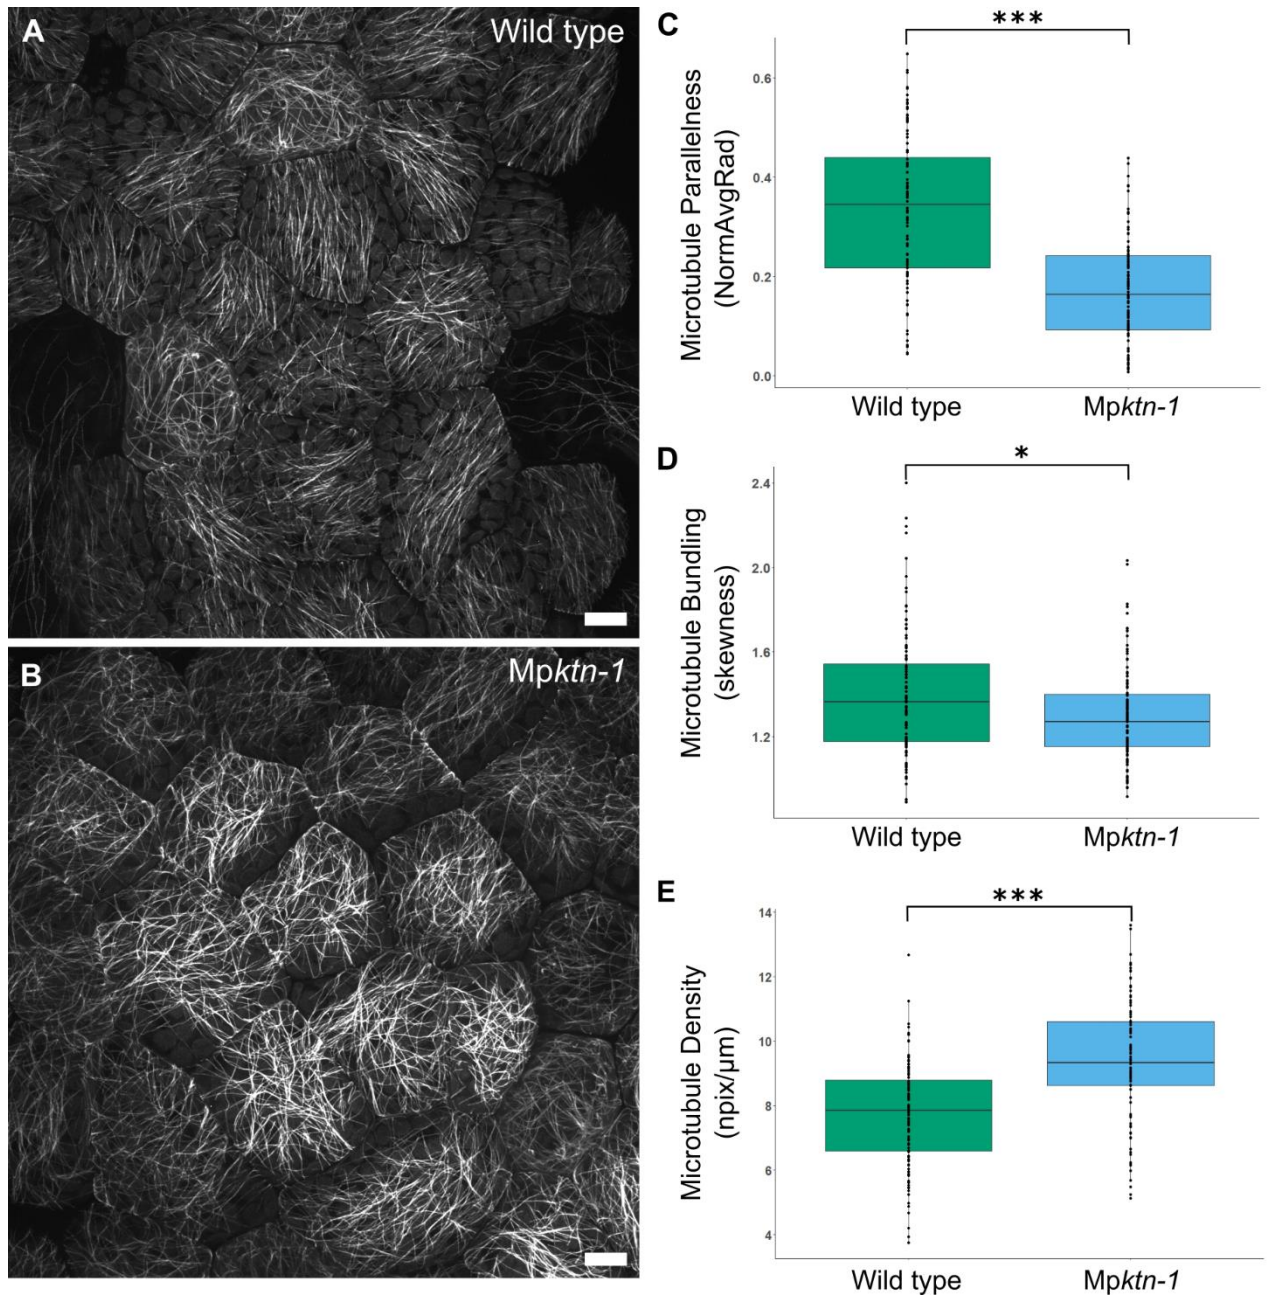 A
Wild type
B
Mpktn-1
C
***
Microtubule Parallelness
(NormAvgRad)
0.6
0.4
0.2
0.0
Wild type
Mpktn-1
D
*
Microtubule Bundling
(skewness)
2.4
2.0
1.6
1.2
Wild type
Mpktn-1
E
***
Microtubule Density
(npix/μm)
14
12
10
8
6
4
Wild type
Mpktn-1